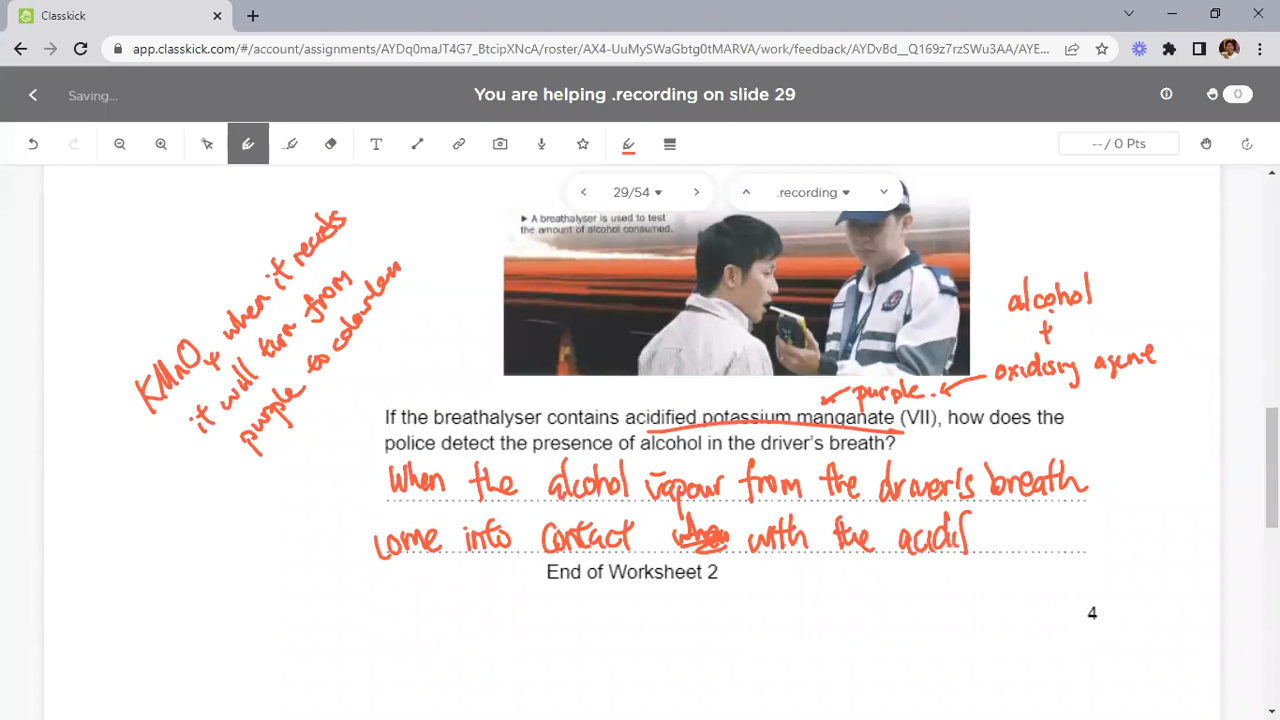 Classkick
app.classkick.com/#/account/assignments/AYDq0maJT4G7_BtcipXNcA/roster/AX4-UuMySWaGbtg0tMARVA/work/feedback/AYDvBd__Q169z7rzSWu3AA/AYE...
Saving...
You are helping .recording on slide 29
0
T
--/ 0 Pts
29/54
.recording
► A breathalyser is used to test
the amount of alcohol consumed.
KMnO4 when it reacts
it will turn from
purple to colourless
alcohol
+
oxidising agent
purple.
If the breathalyser contains acidified potassium manganate (VII), how does the
police detect the presence of alcohol in the driver's breath?
When the alcohol vapour from the driver's breath
come into contact with the acidif
End of Worksheet 2
4